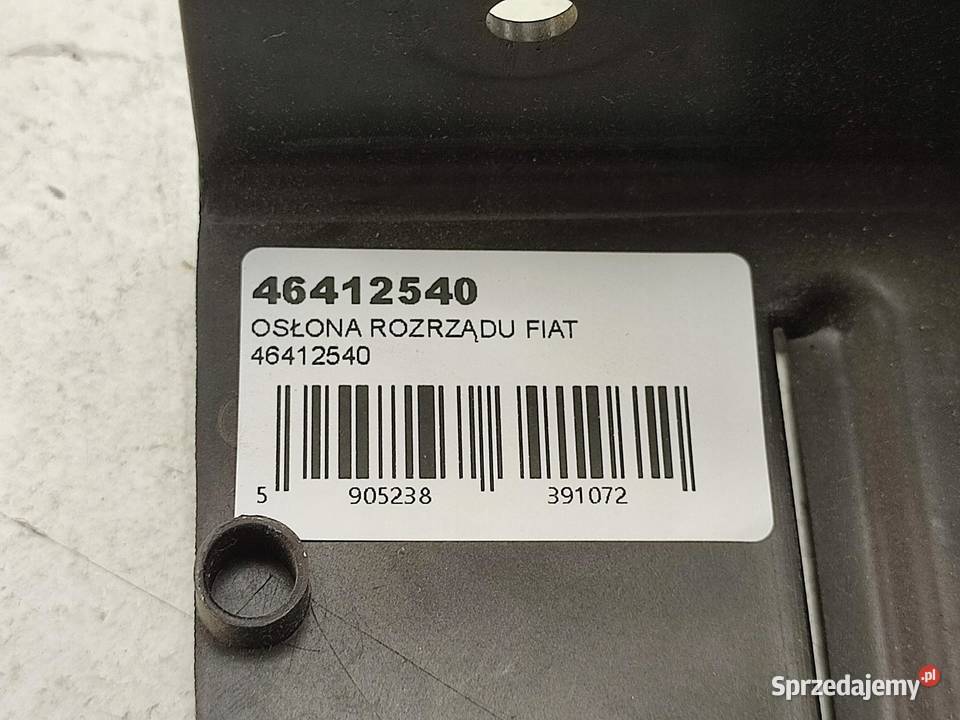 46412540
OSŁONA ROZRZĄDU FIAT
46412540
5 905238 391072
Sprzedajemy.pl